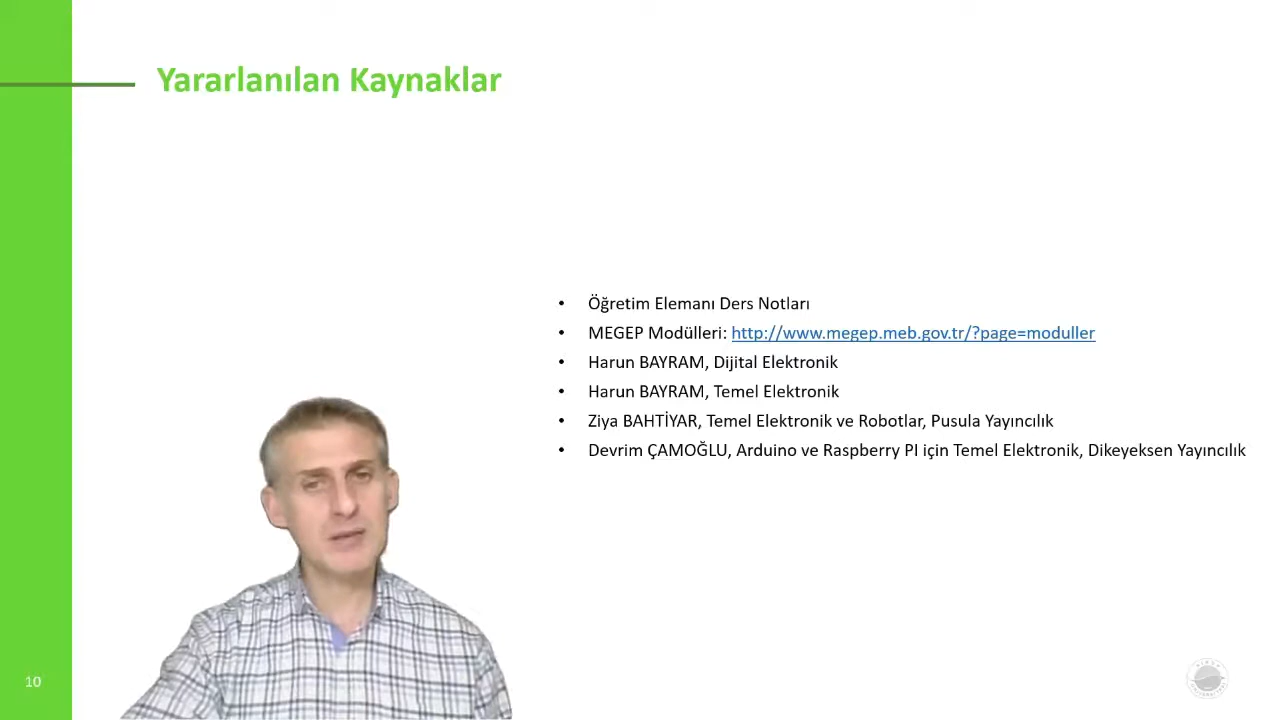 Yararlanılan Kaynaklar
• Öğretim Elemanı Ders Notları
• MEGEP Modülleri: http://www.megep.meb.gov.tr/?page=moduller
• Harun BAYRAM, Dijital Elektronik
• Harun BAYRAM, Temel Elektronik
• Ziya BAHTİYAR, Temel Elektronik ve Robotlar, Pusula Yayıncılık
• Devrim ÇAMOĞLU, Arduino ve Raspberry PI için Temel Elektronik, Dikeyeksen Yayıncılık
10